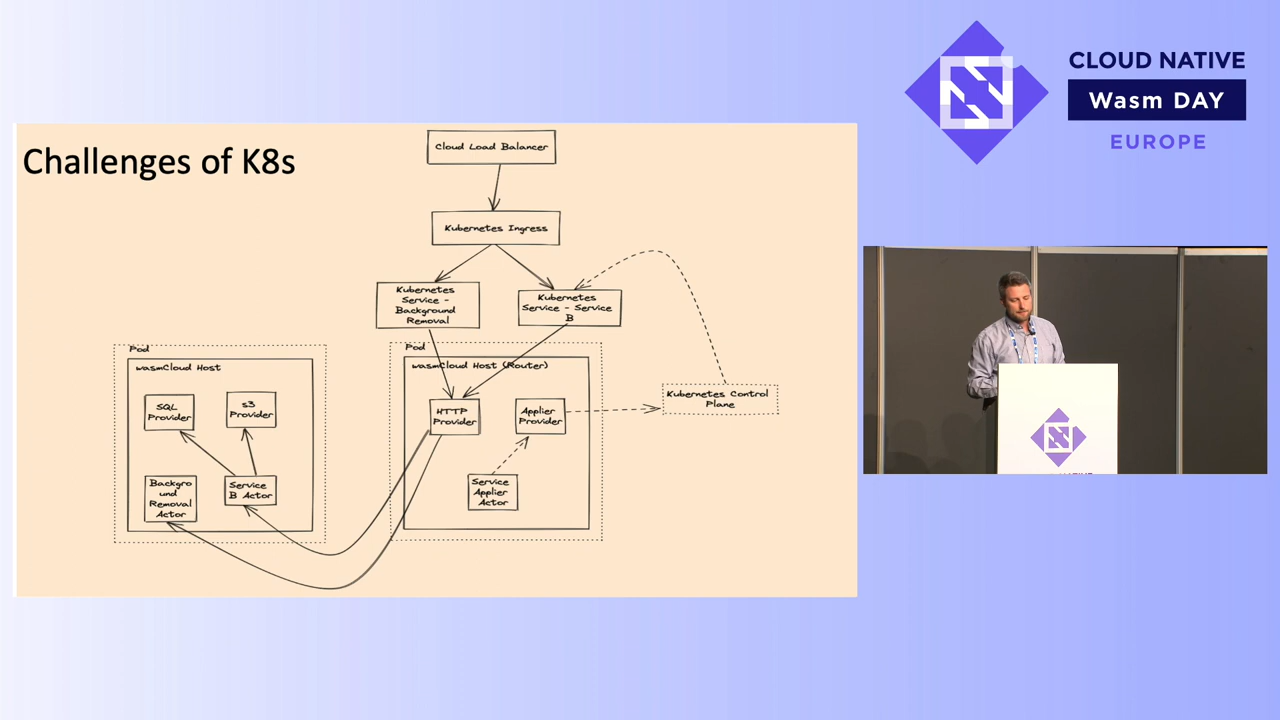 CLOUD NATIVE
Wasm DAY
EUROPE
Challenges of K8s
Cloud Load Balancer
Kubernetes Ingress
Kubernetes
Service -
Background
Removal
Kubernetes
Service - Service
B
Pod
wasmCloud Host
SQL
Provider
s3
Provider
Backgro
und
Removal
Actor
Service
B Actor
Pod
wasmCloud Host (Router)
HTTP
Provider
Applier
Provider
Service
Applier
Actor
Kubernetes Control
Plane